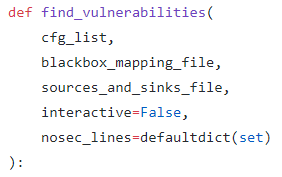 def find_vulnerabilities(
    cfg_list,
    blackbox_mapping_file,
    sources_and_sinks_file,
    interactive=False,
    nosec_lines=defaultdict(set)
):